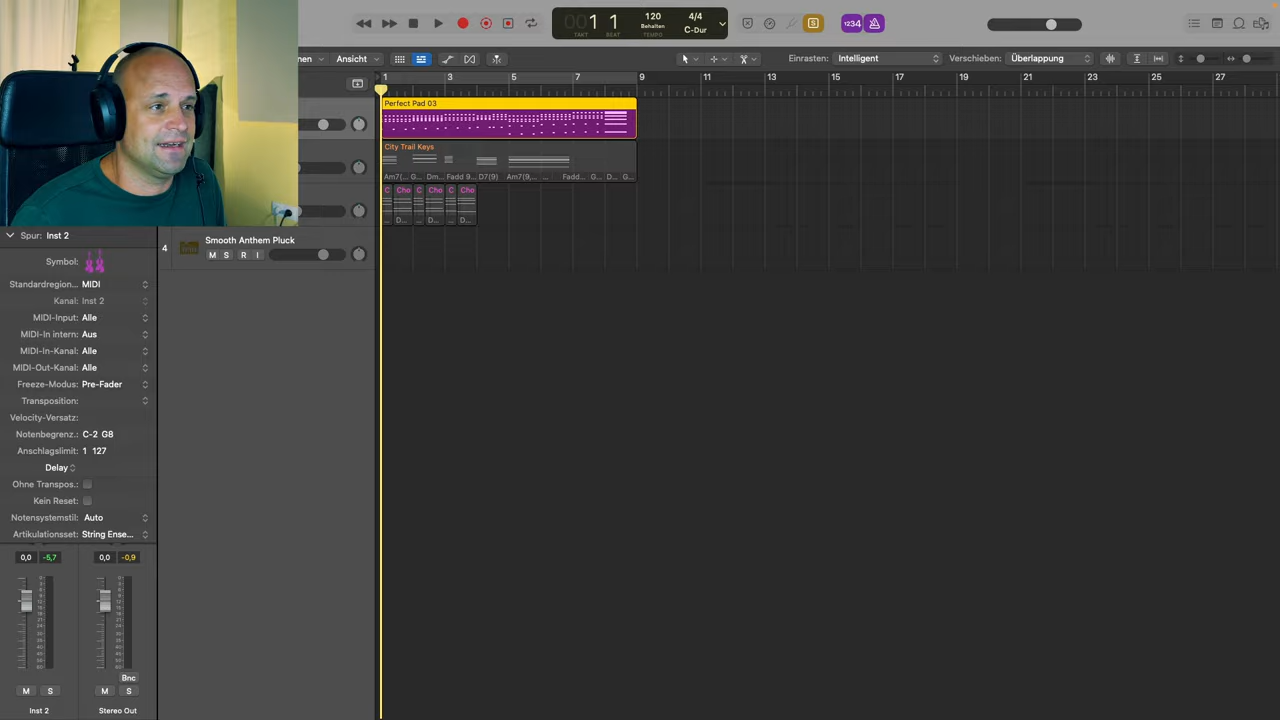 1 1
TAKT BEAT
120
Behalten
TEMPO
4/4
C-Dur
S
1234
nen
Ansicht
Einrasten: Intelligent
Verschieben: Überlappung
1 3 5 7 9 11 13 15 17 19 21 23 25 27
Perfect Pad 03
City Trail Keys
Am7(... G... Dm... Fadd 9... D7(9) Am7(9,... ... Fadd... G... D... G...
C Cho C Cho C Cho
... D... ... D... ... D...
4
Smooth Anthem Pluck
M S R I
Spur: Inst 2
Symbol:
Standardregion... MIDI
Kanal: Inst 2
MIDI-Input: Alle
MIDI-In intern: Aus
MIDI-In-Kanal: Alle
MIDI-Out-Kanal: Alle
Freeze-Modus: Pre-Fader
Transposition:
Velocity-Versatz:
Notenbegrenz.: C-2 G8
Anschlagslimit: 1 127
Delay
Ohne Transpos.:
Kein Reset:
Notensystemstil: Auto
Artikulationsset: String Ense...
0,0 -5,7 0,0 -0,9
Bnc
M S M S
Inst 2 Stereo Out